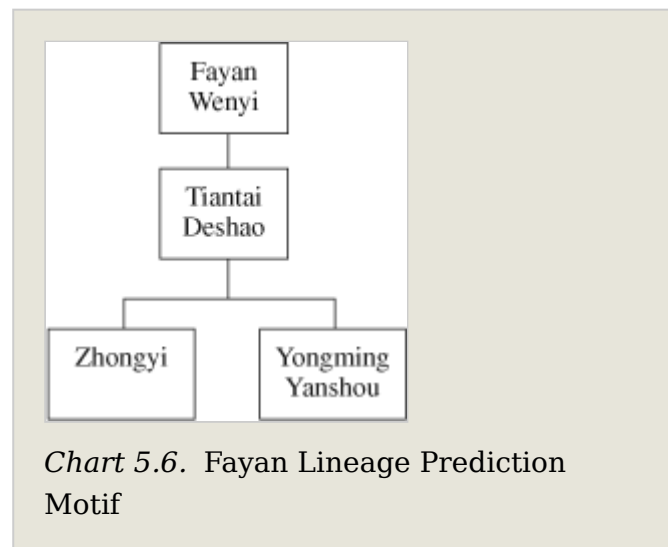 Fayan
Wenyi
Tiantai
Deshao
Zhongyi
Yongming
Yanshou
Chart 5.6. Fayan Lineage Prediction
Motif